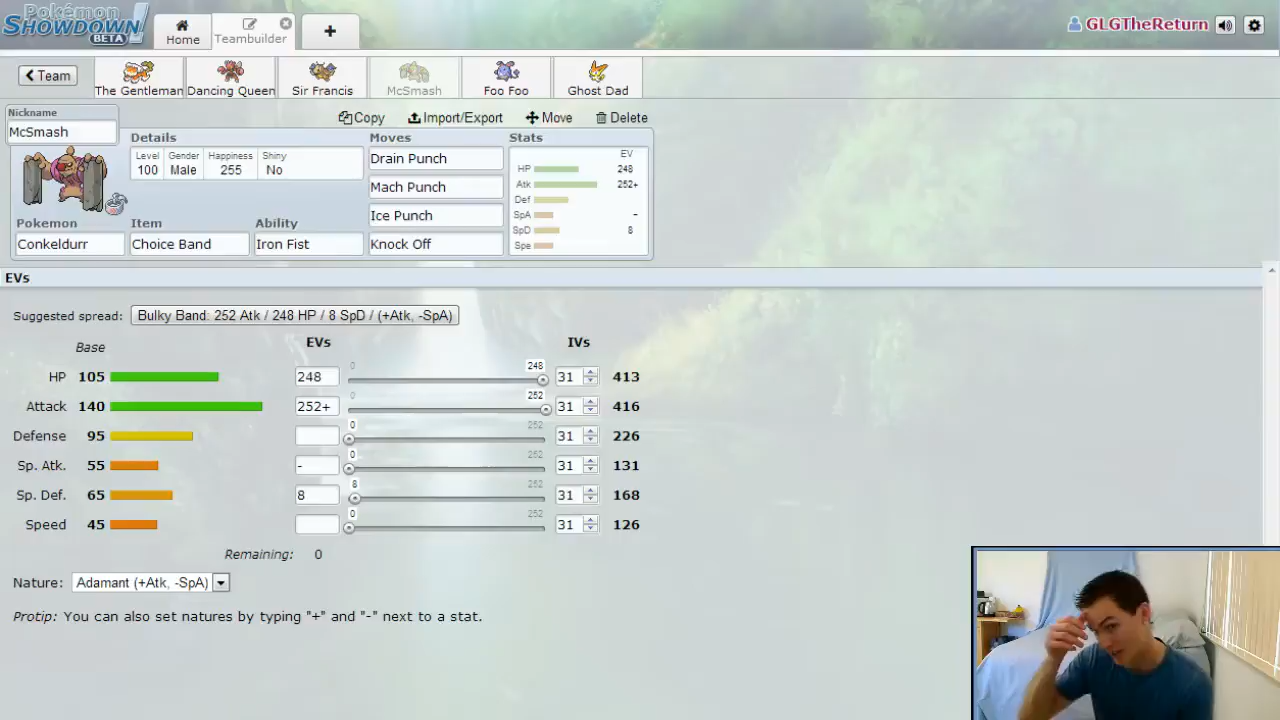 Pokémon
SHOWDOWN!
BETA
Home
Teambuilder
+
GLGTheReturn
Team
The Gentleman
Dancing Queen
Sir Francis
McSmash
Foo Foo
Ghost Dad
Nickname
McSmash
Copy
Import/Export
Move
Delete
Details
Level
Gender
Happiness
Shiny
100
Male
255
No
Moves
Drain Punch
Mach Punch
Ice Punch
Knock Off
Stats
EV
HP 248
Atk 252+
Def
SpA -
SpD 8
Spe
Pokemon
Conkeldurr
Item
Choice Band
Ability
Iron Fist
EVs
Suggested spread: Bulky Band: 252 Atk / 248 HP / 8 SpD / (+Atk, -SpA)
Base EVs IVs
HP 105 248 0 248 31 413
Attack 140 252+ 0 252 31 416
Defense 95 0 252 31 226
Sp. Atk. 55 - 0 252 31 131
Sp. Def. 65 8 8 252 31 168
Speed 45 0 252 31 126
Remaining: 0
Nature: Adamant (+Atk, -SpA)
Protip: You can also set natures by typing "+" and "-" next to a stat.